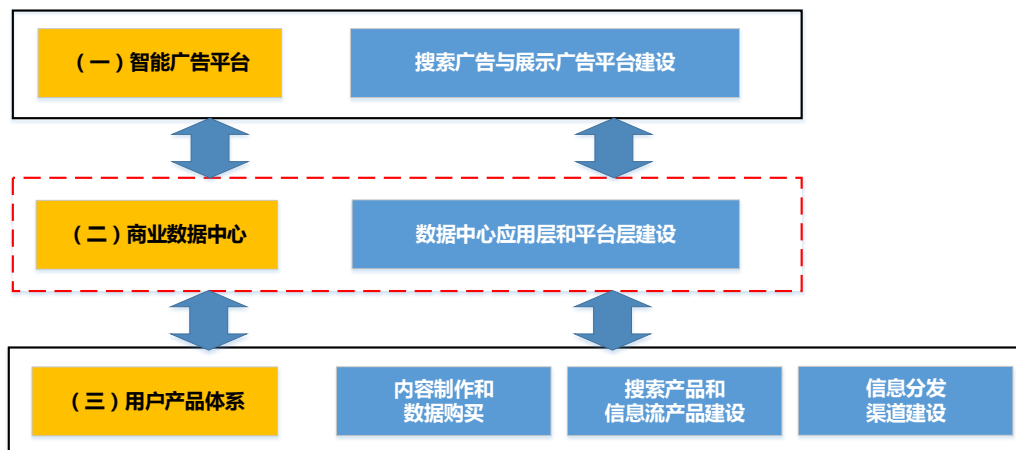 （一）智能广告平台
搜索广告与展示广告平台建设
（二）商业数据中心
数据中心应用层和平台层建设
（三）用户产品体系
内容制作和
数据购买
搜索产品和
信息流产品建设
信息分发
渠道建设